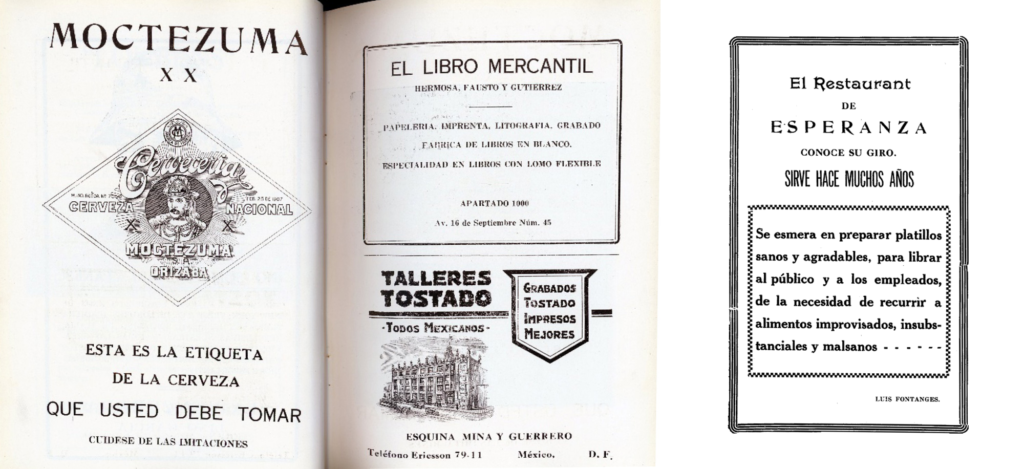 MOCTEZUMA
X X
M
Cervecería
CERVEZA NACIONAL
X X
MOCTEZUMA
ORIZABA
ESTA ES LA ETIQUETA
DE LA CERVEZA
QUE USTED DEBE TOMAR
CUIDESE DE LAS IMITACIONES
EL LIBRO MERCANTIL
HERMOSA, FAUSTO Y GUTIERREZ
PAPELERIA, IMPRENTA, LITOGRAFIA, GRABADO
FABRICA DE LIBROS EN BLANCO.
ESPECIALIDAD EN LIBROS CON LOMO FLEXIBLE
APARTADO 1000
Av. 16 de Septiembre Núm. 45
TALLERES
TOSTADO
·TODOS MEXICANOS·
GRABADOS
TOSTADO
IMPRESOS
MEJORES
ESQUINA MINA Y GUERRERO
Teléfono Ericsson 79-11 México. D. F.
El Restaurant
DE
ESPERANZA
CONOCE SU GIRO.
SIRVE HACE MUCHOS AÑOS
Se esmera en preparar platillos
sanos y agradables, para librar
al público y a los empleados,
de la necesidad de recurrir a
alimentos improvisados, insubs-
tanciales y malsanos - - - - - -
LUIS FONTANGES.